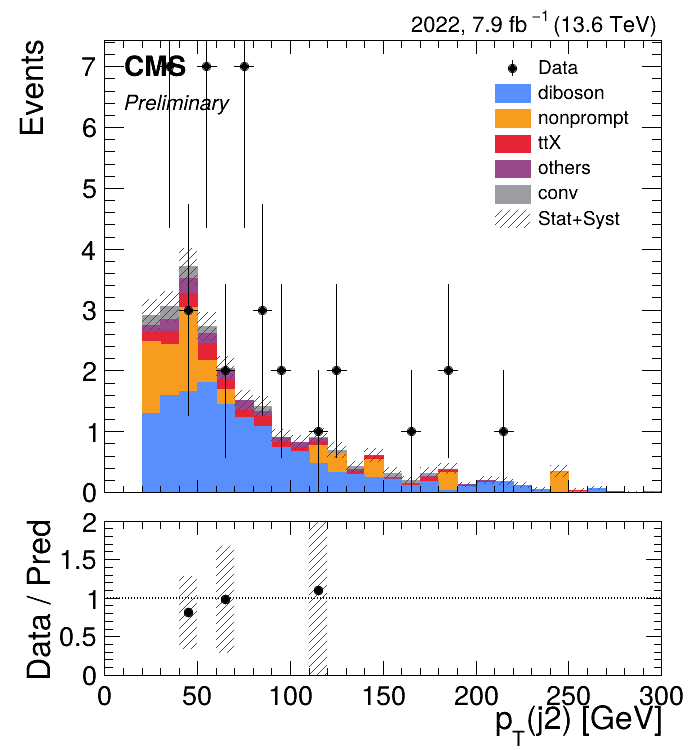 2022, 7.9 fb⁻¹ (13.6 TeV)
CMS
Preliminary
Events
7
6
5
4
3
2
1
0
Data
diboson
nonprompt
ttX
others
conv
Stat+Syst
Data / Pred
2
1.5
1
0.5
0
0 50 100 150 200 250 300
p_T(j2) [GeV]